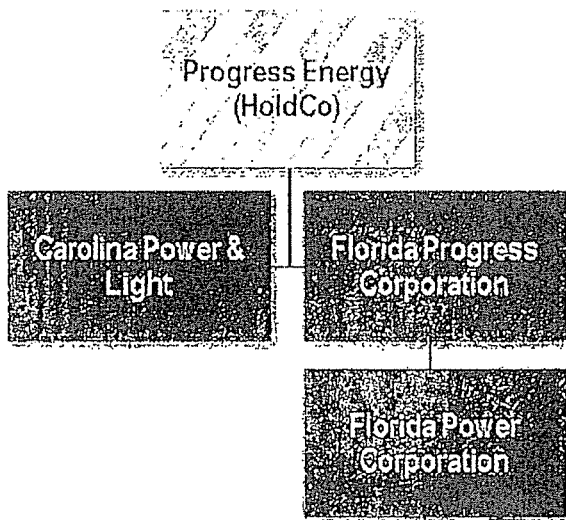 Progress Energy
(HoldCo)
Carolina Power &
Light
Florida Progress
Corporation
Florida Power
Corporation